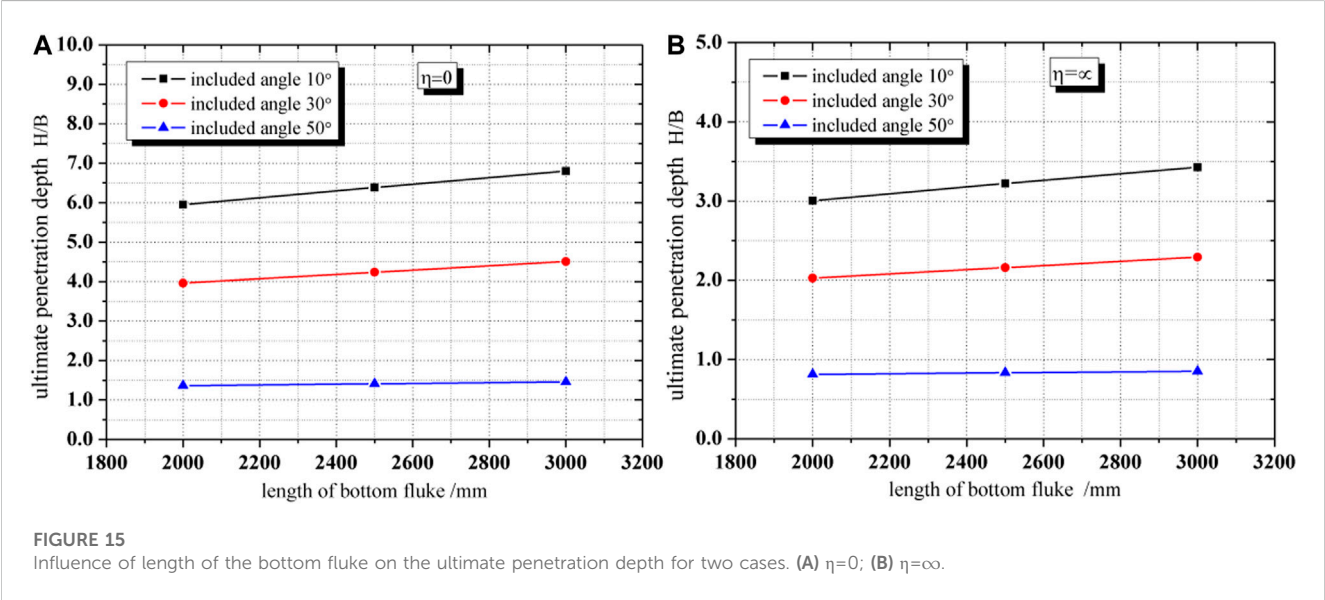 A
10.0
9.0
8.0
7.0
6.0
5.0
4.0
3.0
2.0
1.0
0.0
ultimate penetration depth H/B
included angle 10°
included angle 30°
included angle 50°
η=0
1800 2000 2200 2400 2600 2800 3000 3200
length of bottom fluke /mm
B
5.0
4.0
3.0
2.0
1.0
0.0
ultimate penetration depth H/B
included angle 10°
included angle 30°
included angle 50°
η=∝
1800 2000 2200 2400 2600 2800 3000 3200
length of bottom fluke /mm
FIGURE 15
Influence of length of the bottom fluke on the ultimate penetration depth for two cases. (A) η=0; (B) η=∞.